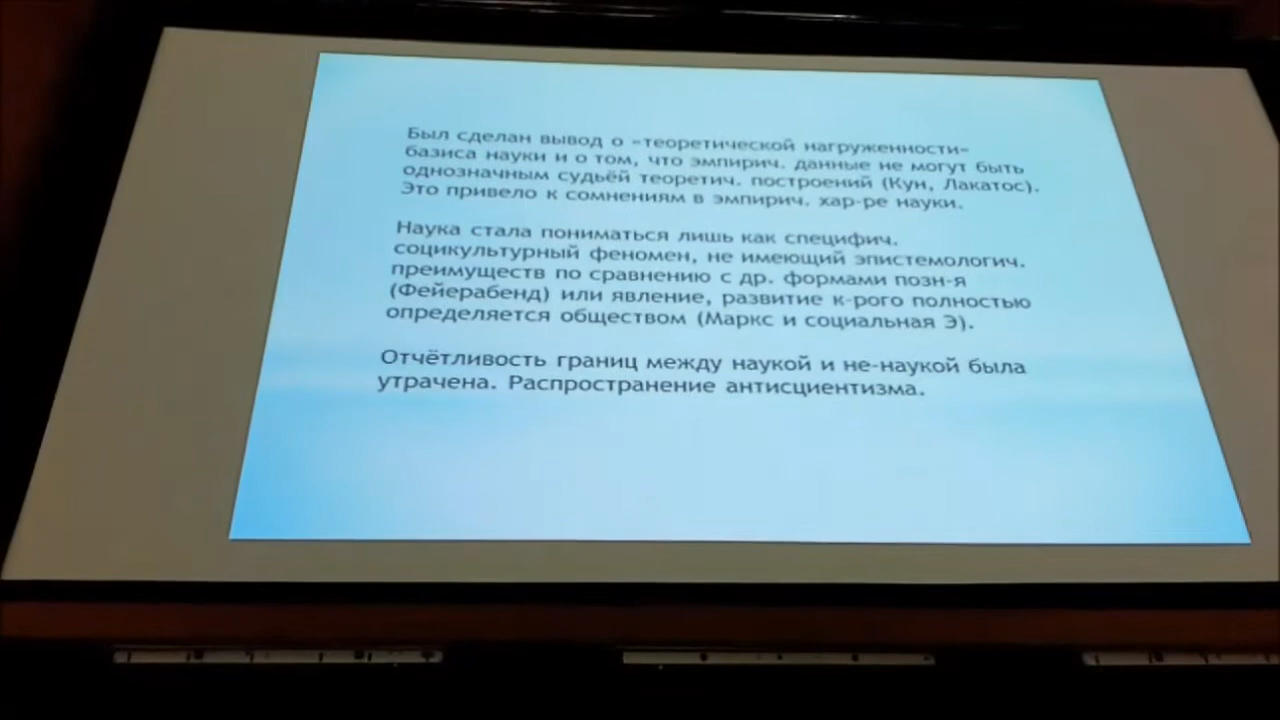 Был сделан вывод о «теоретической нагруженности»
базиса науки и о том, что эмпирич. данные не могут быть
однозначным судьёй теоретич. построений (Кун, Лакатос).
Это привело к сомнениям в эмпирич. хар-ре науки.
Наука стала пониматься лишь как специфич.
социкультурный феномен, не имеющий эпистемологич.
преимуществ по сравнению с др. формами позн-я
(Фейерабенд) или явление, развитие к-рого полностью
определяется обществом (Маркс и социальная Э).
Отчётливость границ между наукой и не-наукой была
утрачена. Распространение антисциентизма.